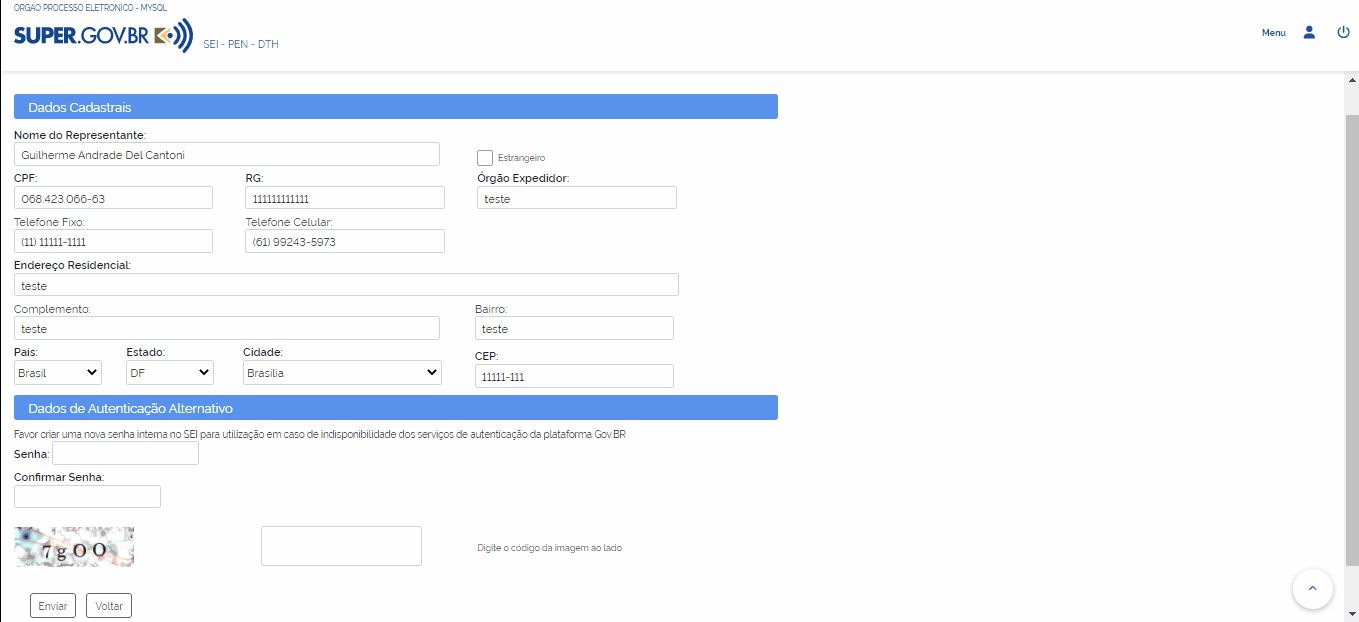 ORGAO PROCESSO ELETRONICO - MYSQL
SUPER.GOV.BR SEI - PEN - DTH
Menu
Dados Cadastrais
Nome do Representante:
Guilherme Andrade Del Cantoni
Estrangeiro
CPF: RG: Órgão Expedidor:
068.423.066-63 111111111111 teste
Telefone Fixo: Telefone Celular:
(11) 11111-1111 (61) 99243-5973
Endereço Residencial:
teste
Complemento: Bairro:
teste teste
País: Estado: Cidade: CEP:
Brasil DF Brasília 11111-111
Dados de Autenticação Alternativo
Favor criar uma nova senha interna no SEI para utilização em caso de indisponibilidade dos serviços de autenticação da plataforma Gov.BR
Senha:
Confirmar Senha:
7gOO Digite o código da imagem ao lado
Enviar Voltar